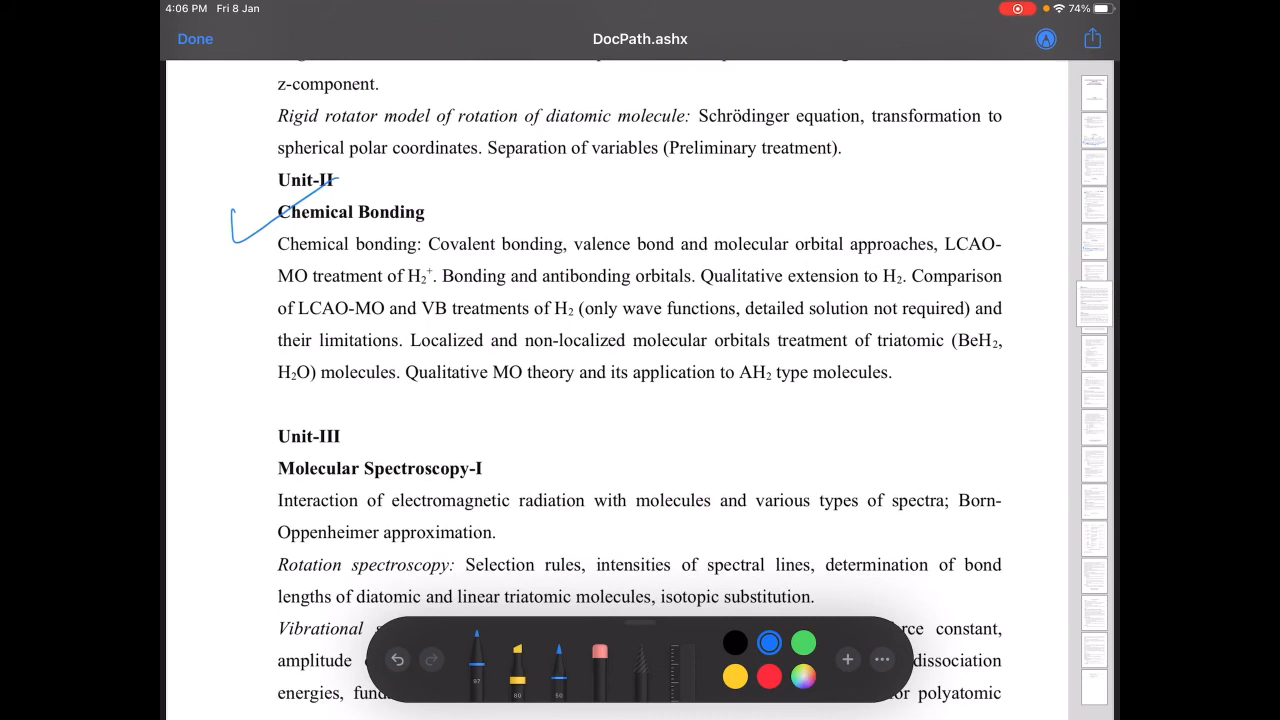 4:06 PM Fri 8 Jan 74%
Done DocPath.ashx
z-component.
Rigid rotator model of rotation of diatomic molecule: Schrödinger equation, transformation to
spherical polar coordinates. Separation of variables. Preliminary treatment.
Unit-II
Chemical Bonding
Chemical bonding: Covalent bonding, valence bond and molecular orbital approaches, LCAO-
MO treatment of H2+. Bonding and antibonding orbitals. Qualitative extension to H2. Comparison
of LCAO-MO and VB treatments of H2 (only wave functions, detailed solution not required) and
their limitations. Localized and non-localized molecular orbitals treatment of triatomic (BeH2,
H2O) molecules. Qualitative MO theory and its application to AH2 type molecules.
Unit-III
Molecular Spectroscopy
Interaction of electromagnetic radiation with molecules and various types of spectra; Born-
Oppenheimer approximation.
Rotation spectroscopy: Selection rules, intensities of spectral lines, determination of bond
lengths of diatomic and linear triatomic molecules, isotopic substitution.
Vibrational constant,
dissociation
energies, polyatomic
80 50